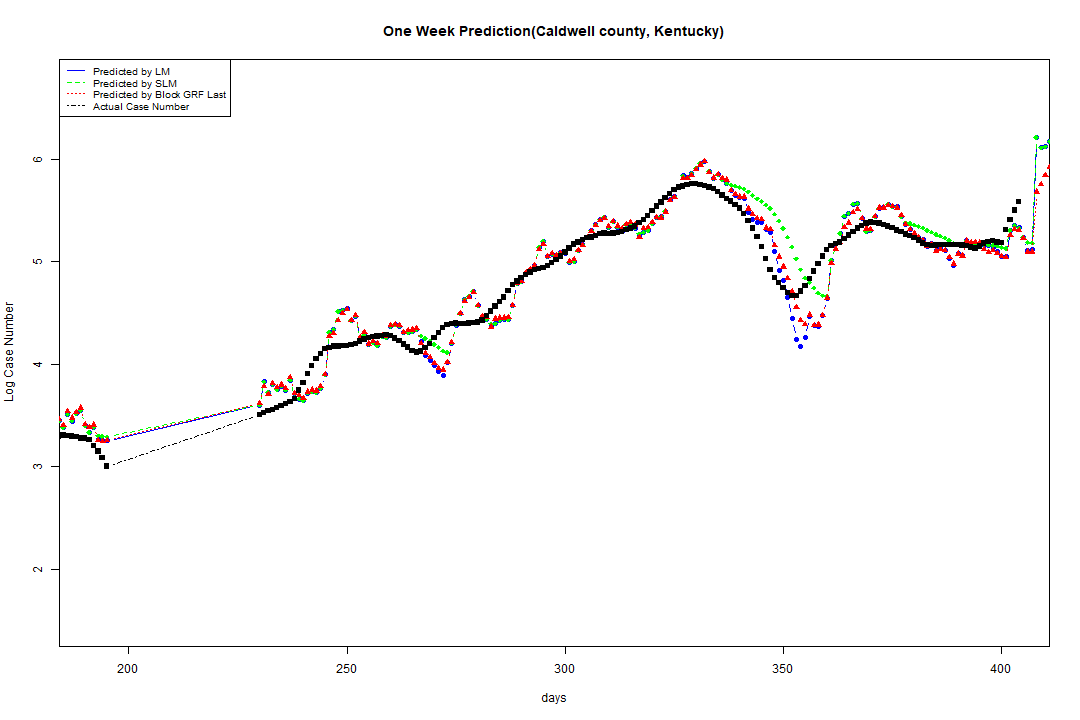 One Week Prediction(Caldwell county, Kentucky)
Predicted by LM
Predicted by SLM
Predicted by Block GRF Last
Actual Case Number
Log Case Number
6
5
4
3
2
200 250 300 350 400
days